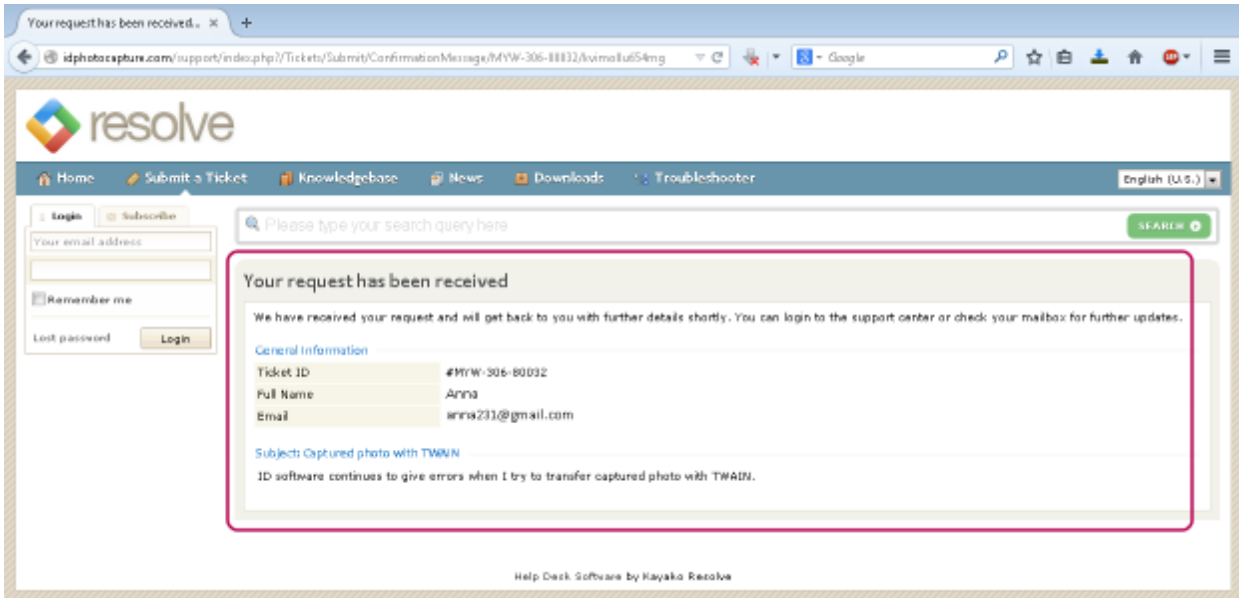 Your request has been received...
idphotocapture.com/support/index.php?/Tickets/Submit/ConfirmationMessage/MYW-306-80032/
Google
resolve
Home Submit a Ticket Knowledgebase News Downloads Troubleshooter English (U.S.)
Login Subscribe
Please type your search query here SEARCH
Your email address
Remember me
Lost password Login
Your request has been received
We have received your request and will get back to you with further details shortly. You can login to the support center or check your mailbox for further updates.
General Information
Ticket ID #MYW-306-80032
Full Name Anna
Email anna231@gmail.com
Subject: Captured photo with TWAIN
ID software continues to give errors when I try to transfer captured photo with TWAIN.
Help Desk Software by Kayako Resolve